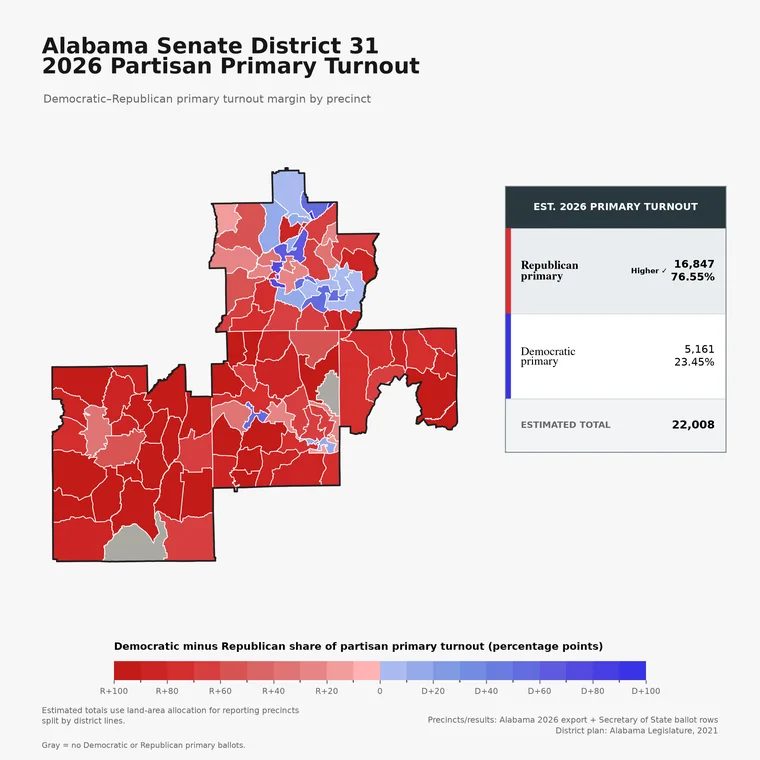 Alabama Senate District 31
2026 Partisan Primary Turnout
Democratic–Republican primary turnout margin by precinct
EST. 2026 PRIMARY TURNOUT
Republican
primary
Higher ✓
16,847
76.55%
Democratic
primary
5,161
23.45%
ESTIMATED TOTAL
22,008
Democratic minus Republican share of partisan primary turnout (percentage points)
R+100 R+80 R+60 R+40 R+20 0 D+20 D+40 D+60 D+80 D+100
Estimated totals use land-area allocation for reporting precincts
split by district lines.
Gray = no Democratic or Republican primary ballots.
Precincts/results: Alabama 2026 export + Secretary of State ballot rows
District plan: Alabama Legislature, 2021